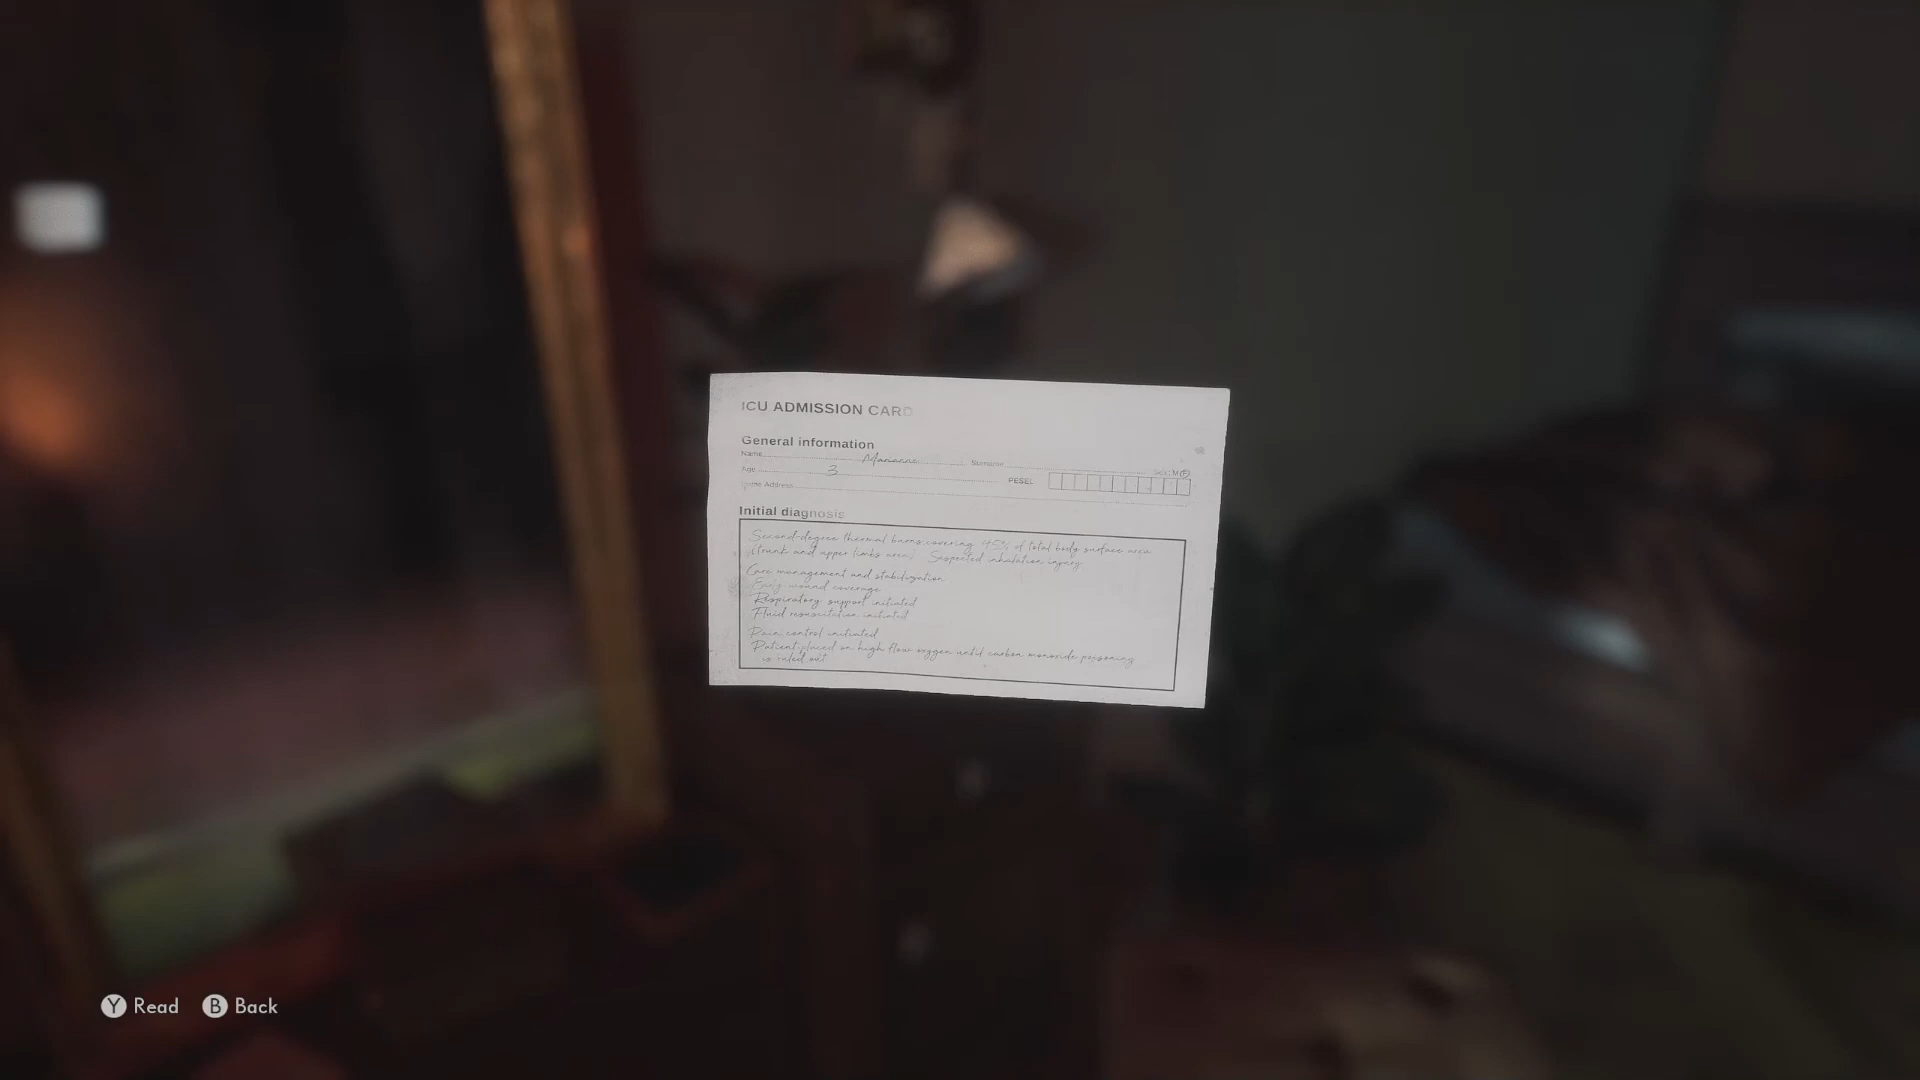 ICU ADMISSION CARD
General information
Name Marianne Surname Sex: M F
Age 3 PESEL
Home Address
Initial diagnosis
Second-degree thermal burns covering 45% of total body surface area
(trunk and upper limbs area) Suspected inhalation injury
Care management and stabilization
Early wound coverage
Respiratory support initiated
Fluid resuscitation initiated
Pain control initiated
Patient placed on high flow oxygen until carbon monoxide poisoning
is ruled out
Y Read B Back